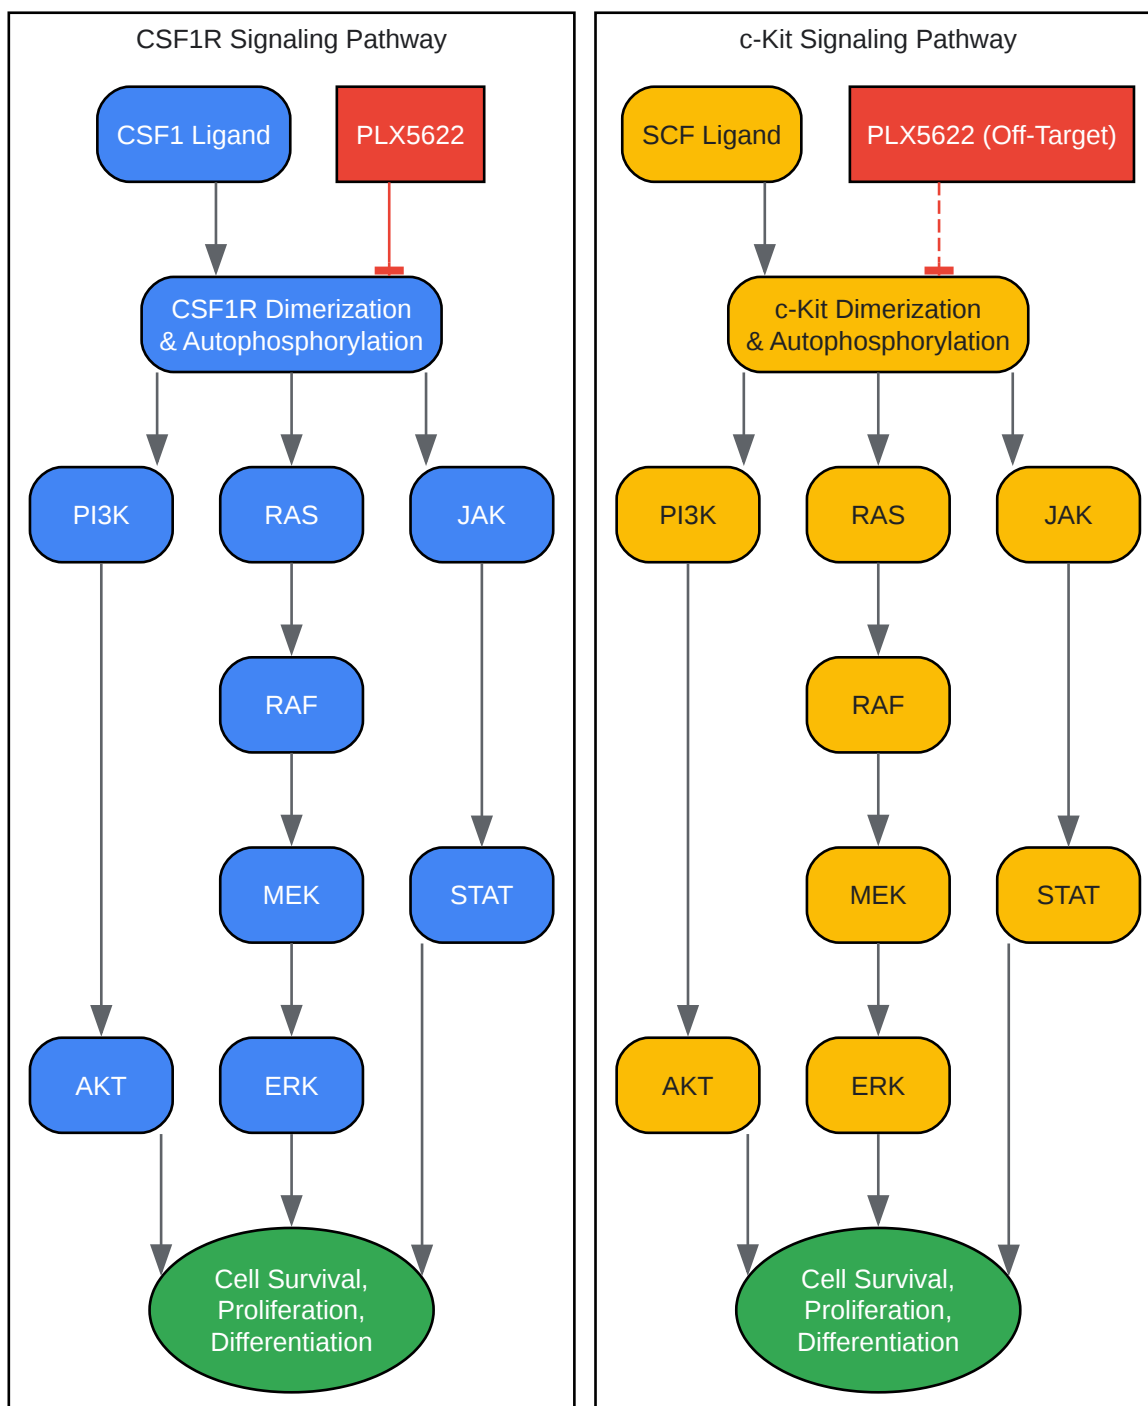 CSF1R Signaling Pathway
CSF1 Ligand
PLX5622
CSF1R Dimerization
& Autophosphorylation
PI3K
RAS
JAK
RAF
MEK
STAT
AKT
ERK
Cell Survival,
Proliferation,
Differentiation
c-Kit Signaling Pathway
SCF Ligand
PLX5622 (Off-Target)
c-Kit Dimerization
& Autophosphorylation
PI3K
RAS
JAK
RAF
MEK
STAT
AKT
ERK
Cell Survival,
Proliferation,
Differentiation